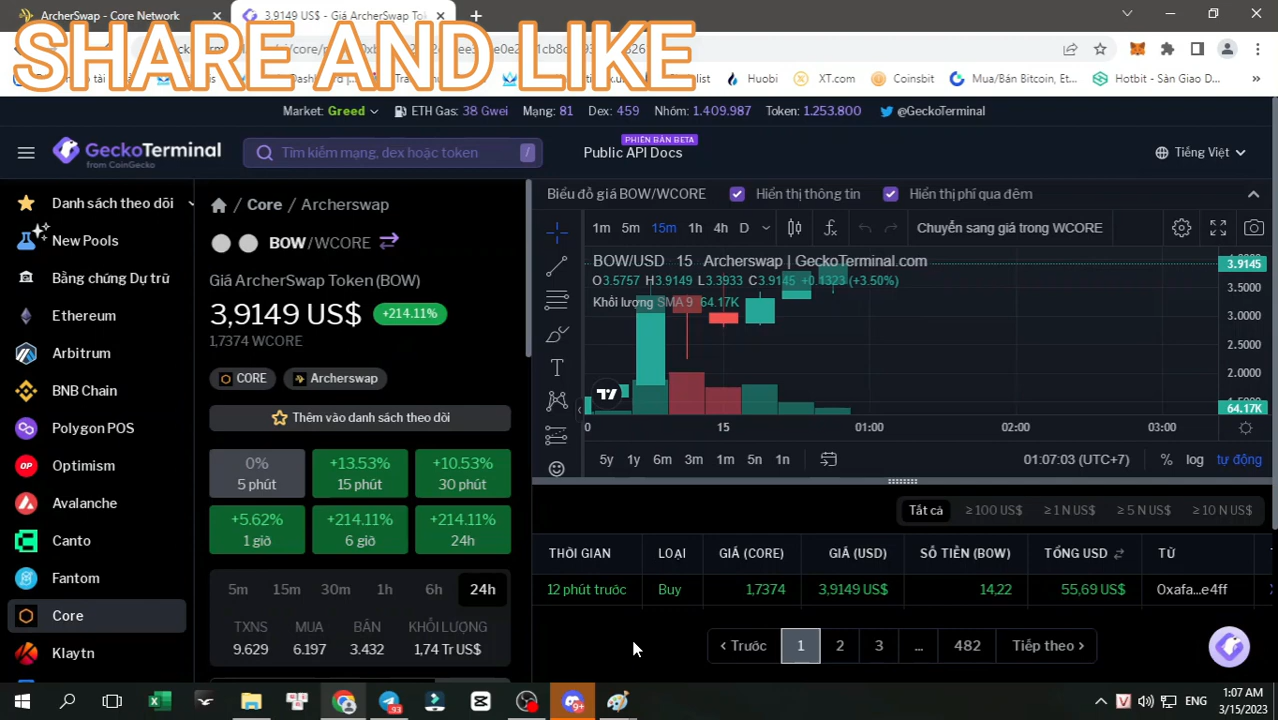 ArcherSwap - Core Network
3.9149 US$ - Giá ArcherSwap To
SHARE AND LIKE
Huobi
XT.com
Coinsbit
Mua/Bán Bitcoin, Et...
Hotbit - Sàn Giao D
Market: Greed
ETH Gas: 38 Gwei
Mạng: 81
Dex: 459
Nhóm: 1.409.987
Token: 1.253.800
@GeckoTerminal
GeckoTerminal
from CoinGecko
Tìm kiếm mạng, dex hoặc token
/
PHIÊN BẢN BETA
Public API Docs
Tiếng Việt
Danh sách theo dõi
New Pools
Bằng chứng Dự trữ
Ethereum
Arbitrum
BNB Chain
Polygon POS
Optimism
Avalanche
Canto
Fantom
Core
Klaytn
/ Core / Archerswap
BOW/WCORE
Giá ArcherSwap Token (BOW)
3,9149 US$ +214.11%
1,7374 WCORE
CORE
Archerswap
Thêm vào danh sách theo dõi
0% +13.53% +10.53%
5 phút 15 phút 30 phút
+5.62% +214.11% +214.11%
1 giờ 6 giờ 24h
5m 15m 30m 1h 6h 24h
TXNS MUA BÁN KHỐI LƯỢNG
9.629 6.197 3.432 1,74 Tr US$
Biểu đồ giá BOW/WCORE
Hiển thị thông tin
Hiển thị phí qua đêm
1m 5m 15m 1h 4h D
Chuyển sang giá trong WCORE
BOW/USD 15 Archerswap | GeckoTerminal.com
O3.5757 H3.9149 L3.3933 C3.9145 +0.1323 (+3.50%)
Khối lượng SMA 9 64.17K
3.9145
3.5000
3.0000
2.5000
2.0000
64.17K
0 15 01:00 02:00 03:00
5y 1y 6m 3m 1m 5n 1n
01:07:03 (UTC+7)
% log tự động
Tất cả ≥ 100 US$ ≥ 1 N US$ ≥ 5 N US$ ≥ 10 N US$
THỜI GIAN LOẠI GIÁ (CORE) GIÁ (USD) SỐ TIỀN (BOW) TỔNG USD TỪ
12 phút trước Buy 1,7374 3,9149 US$ 14,22 55,69 US$ 0xafa...e4ff
‹ Trước 1 2 3 ... 482 Tiếp theo ›
93
9+
ENG
1:07 AM
3/15/2023